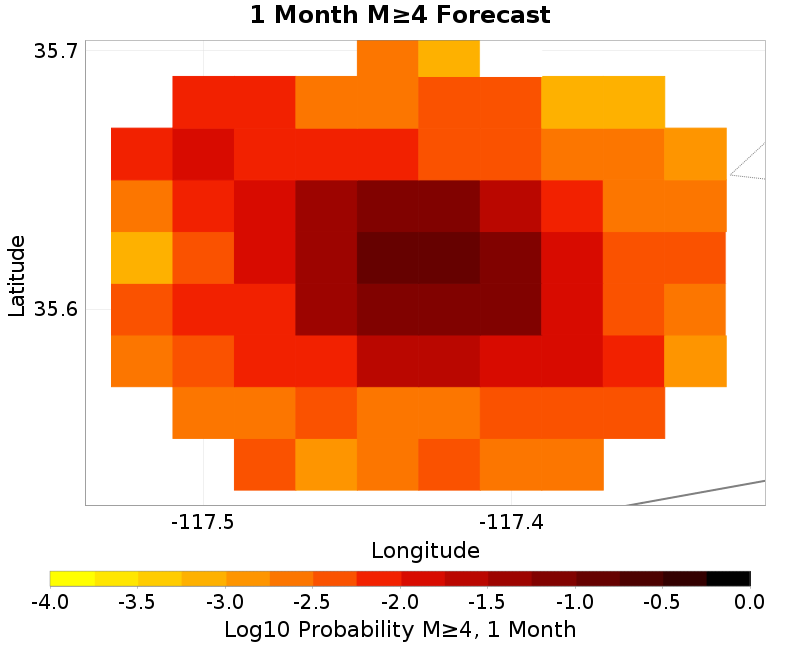 1 Month M≥4 Forecast
35.7
35.6
Latitude
-117.5 -117.4
Longitude
-4.0 -3.5 -3.0 -2.5 -2.0 -1.5 -1.0 -0.5 0.0
Log10 Probability M≥4, 1 Month